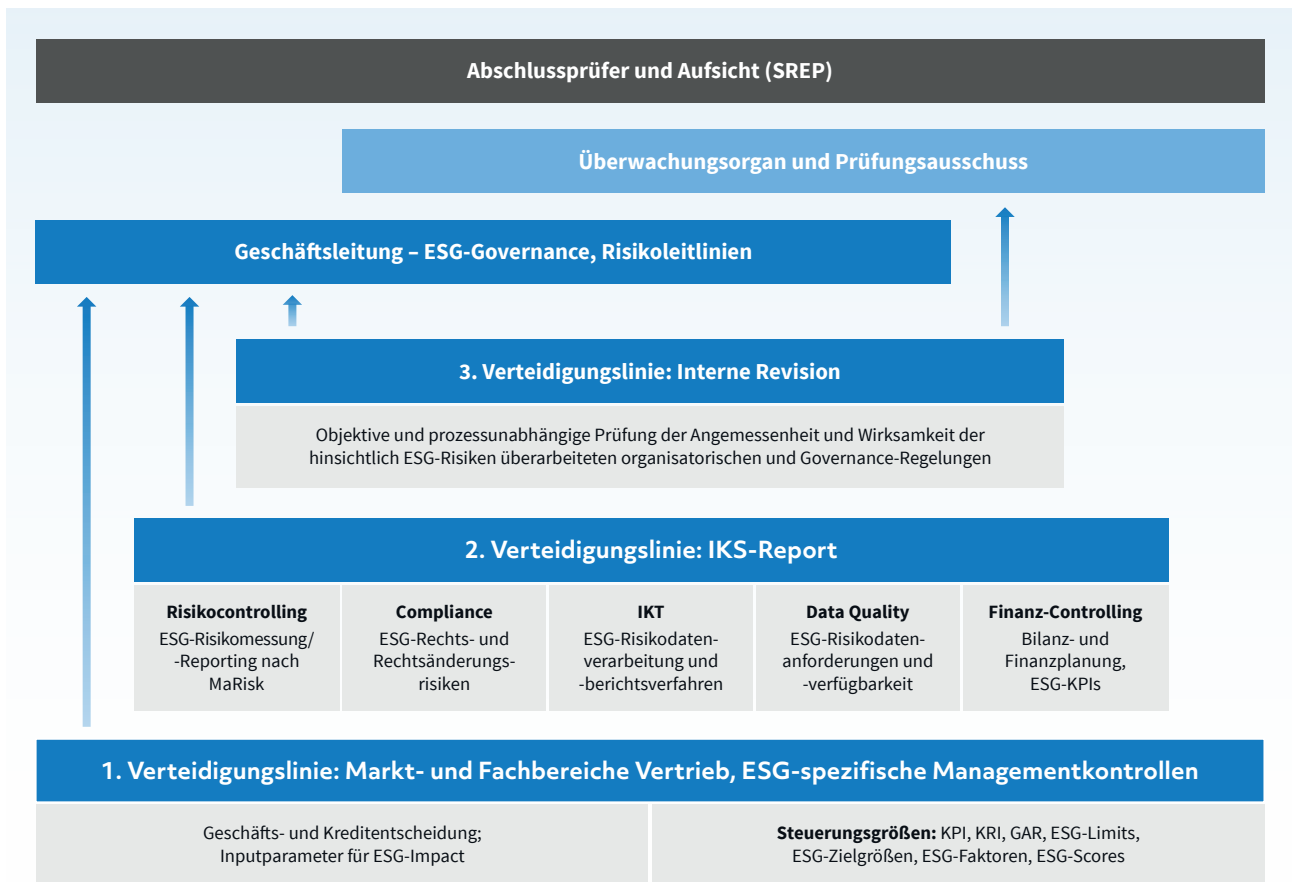 Abschlussprüfer und Aufsicht (SREP)
Überwachungsorgan und Prüfungsausschuss
Geschäftsleitung – ESG-Governance, Risikoleitlinien
3. Verteidigungslinie: Interne Revision
Objektive und prozessunabhängige Prüfung der Angemessenheit und Wirksamkeit der
hinsichtlich ESG-Risiken überarbeiteten organisatorischen und Governance-Regelungen
2. Verteidigungslinie: IKS-Report
Risikocontrolling
ESG-Risikomessung/
-Reporting nach
MaRisk
Compliance
ESG-Rechts- und
Rechtsänderungs-
risiken
IKT
ESG-Risikodaten-
verarbeitung und
-berichtsverfahren
Data Quality
ESG-Risikodaten-
anforderungen und
-verfügbarkeit
Finanz-Controlling
Bilanz- und
Finanzplanung,
ESG-KPIs
1. Verteidigungslinie: Markt- und Fachbereiche Vertrieb, ESG-spezifische Managementkontrollen
Geschäfts- und Kreditentscheidung;
Inputparameter für ESG-Impact
Steuerungsgrößen: KPI, KRI, GAR, ESG-Limits,
ESG-Zielgrößen, ESG-Faktoren, ESG-Scores